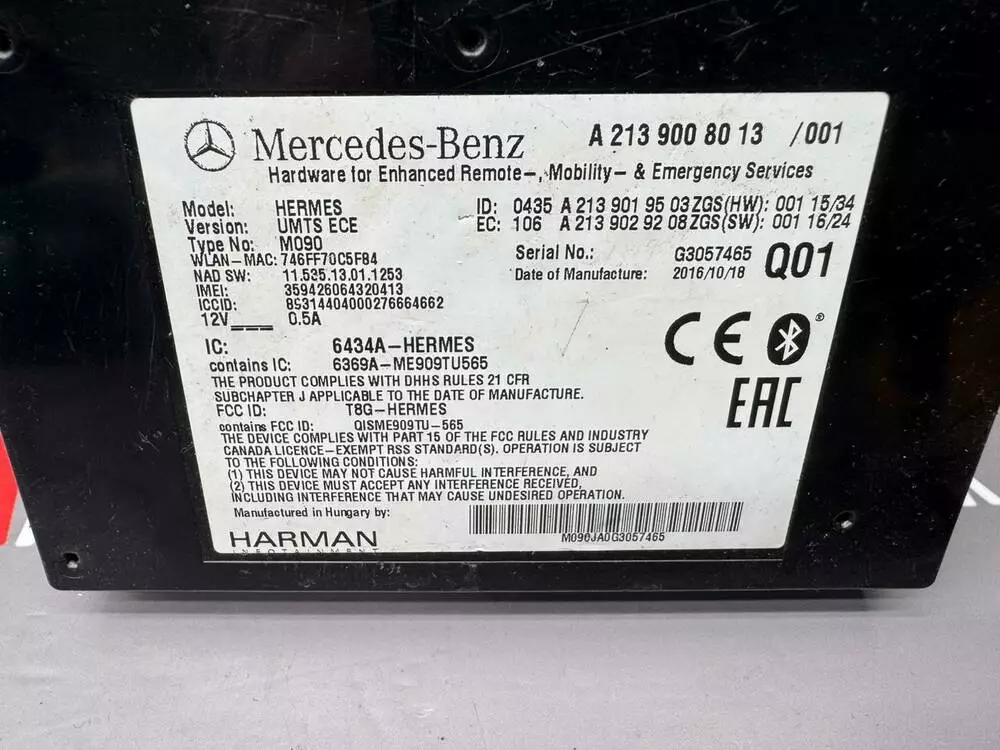 Mercedes-Benz A 213 900 80 13 /001
Hardware for Enhanced Remote-, Mobility- & Emergency Services
Model: HERMES ID: 0435 A 213 901 95 03 ZGS(HW): 001 15/34
Version: UMTS ECE EC: 106 A 213 902 92 08 ZGS(SW): 001 16/24
Type No: M090
WLAN-MAC: 746FF70C5F84 Serial No.: G3057465 Q01
NAD SW: 11.535.13.01.1253 Date of Manufacture: 2016/10/18
IMEI: 359426064320413
ICCID: 89314404000276664662
12V 0.5A
IC: 6434A-HERMES
contains IC: 6369A-ME909TU565
THE PRODUCT COMPLIES WITH DHHS RULES 21 CFR
SUBCHAPTER J APPLICABLE TO THE DATE OF MANUFACTURE.
FCC ID: T8G-HERMES
contains FCC ID: QISME909TU-565
THE DEVICE COMPLIES WITH PART 15 OF THE FCC RULES AND INDUSTRY
CANADA LICENCE-EXEMPT RSS STANDARD(S). OPERATION IS SUBJECT
TO THE FOLLOWING CONDITIONS:
(1) THIS DEVICE MAY NOT CAUSE HARMFUL INTERFERENCE, AND
(2) THIS DEVICE MUST ACCEPT ANY INTERFERENCE RECEIVED,
INCLUDING INTERFERENCE THAT MAY CAUSE UNDESIRED OPERATION.
Manufactured in Hungary by:
HARMAN
INFOTAINMENT
M090JA0G3057465
CE
EAC